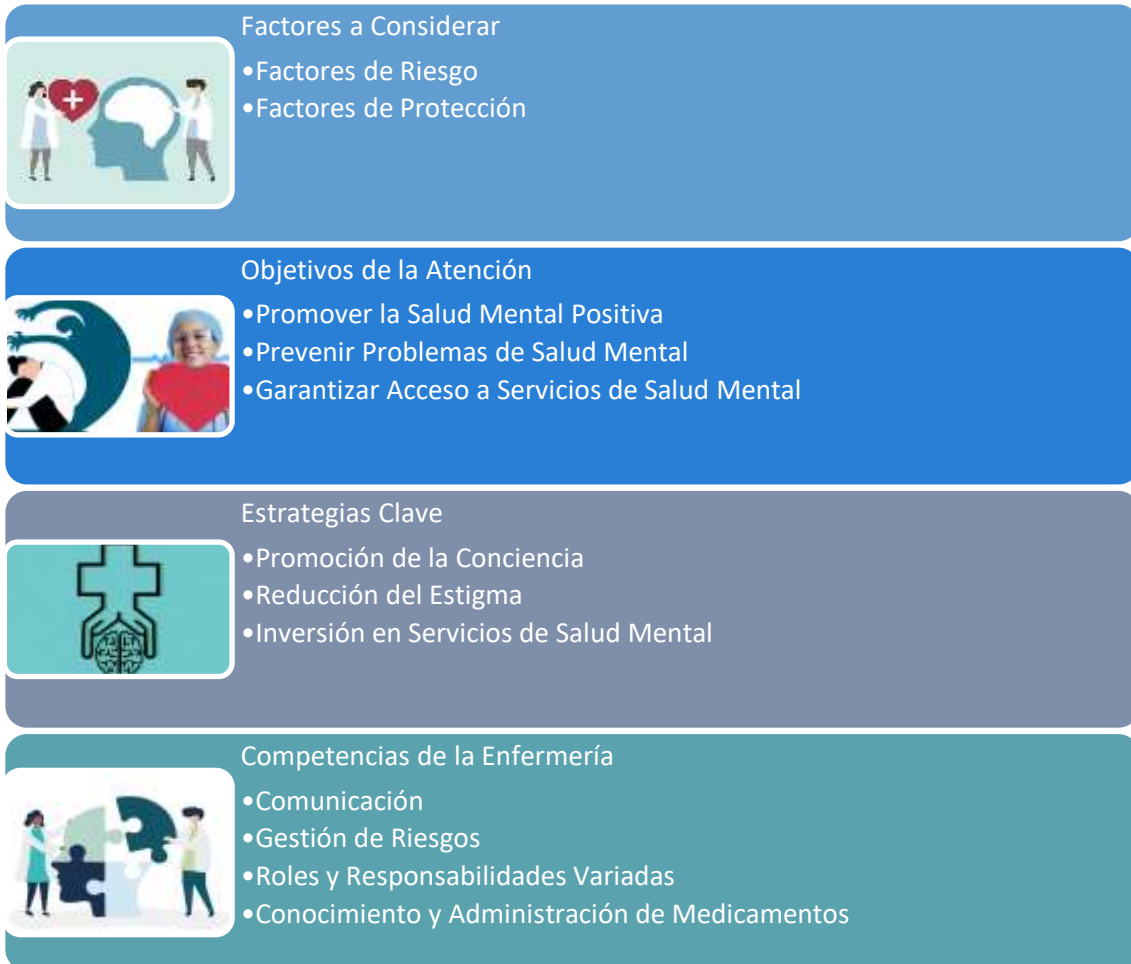 Factores a Considerar
•Factores de Riesgo
•Factores de Protección
Objetivos de la Atención
•Promover la Salud Mental Positiva
•Prevenir Problemas de Salud Mental
•Garantizar Acceso a Servicios de Salud Mental
Estrategias Clave
•Promoción de la Conciencia
•Reducción del Estigma
•Inversión en Servicios de Salud Mental
Competencias de la Enfermería
•Comunicación
•Gestión de Riesgos
•Roles y Responsabilidades Variadas
•Conocimiento y Administración de Medicamentos